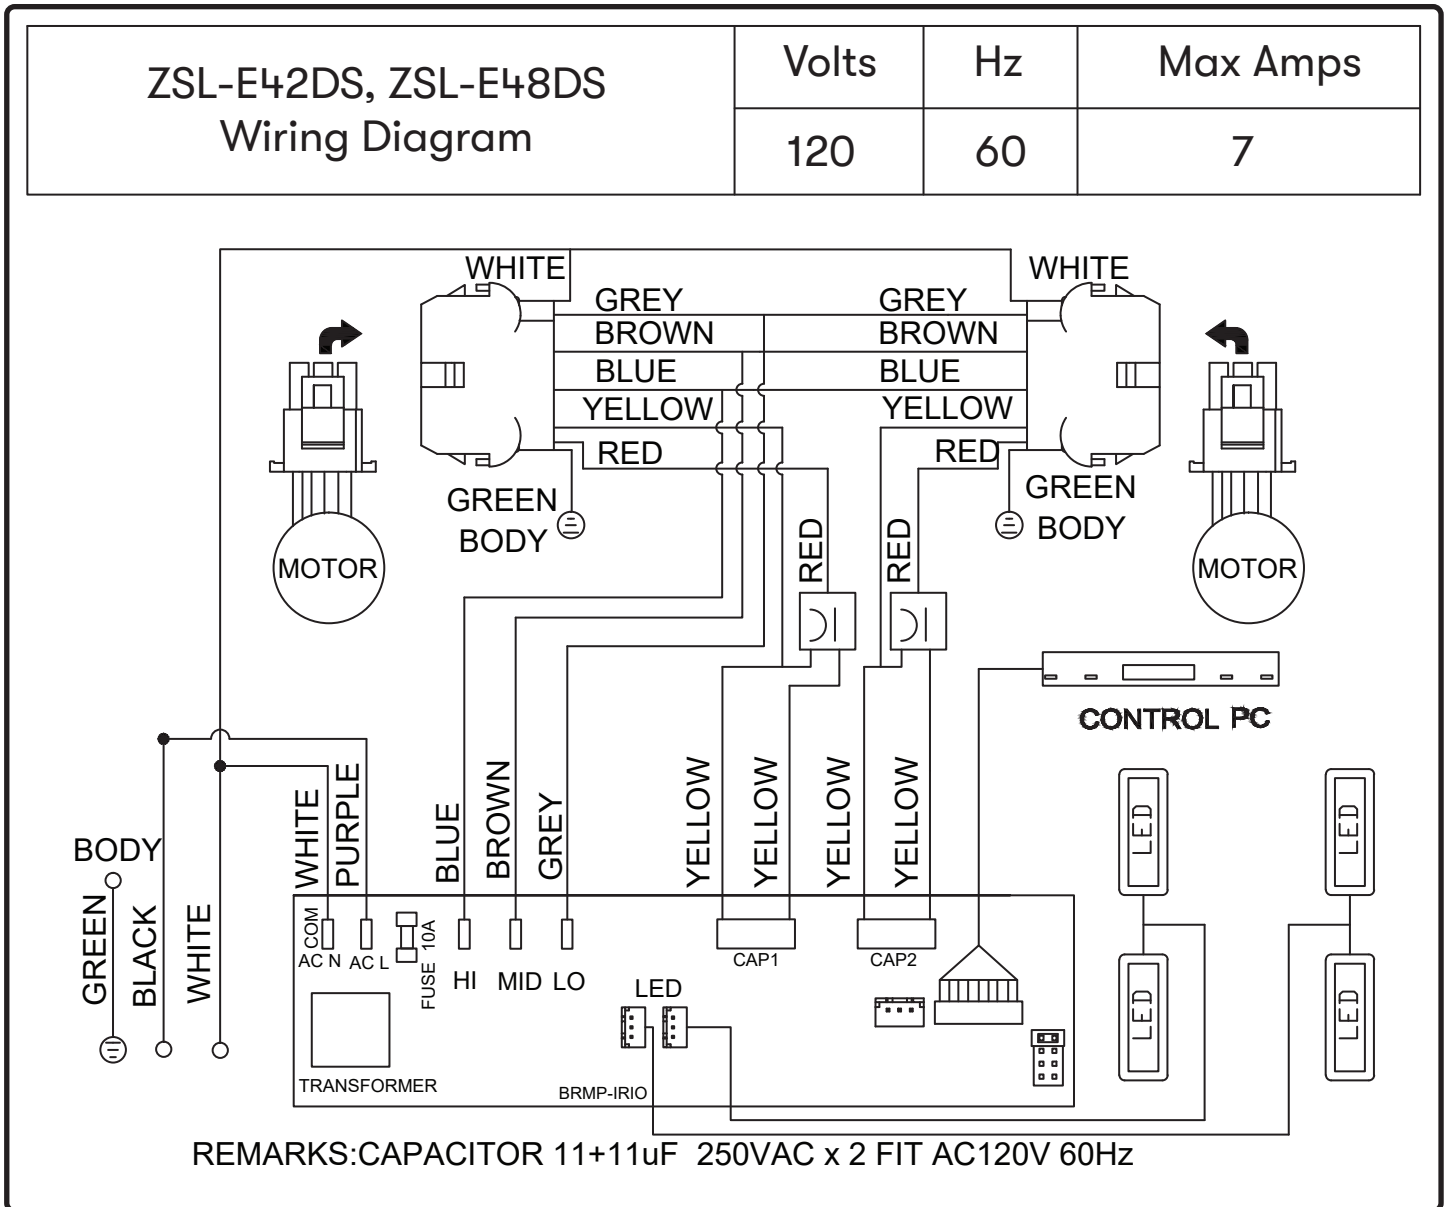 ZSL-E42DS, ZSL-E48DS
Wiring Diagram
Volts
Hz
Max Amps
120
60
7
WHITE
WHITE
GREY
GREY
BROWN
BROWN
BLUE
BLUE
YELLOW
YELLOW
RED
RED
GREEN
BODY
GREEN
BODY
MOTOR
MOTOR
RED
RED
CONTROL PC
WHITE
PURPLE
BLUE
BROWN
GREY
YELLOW
YELLOW
YELLOW
YELLOW
BODY
GREEN
BLACK
WHITE
COM
AC N
AC L
FUSE 10A
HI
MID
LO
CAP1
CAP2
LED
LED
LED
LED
LED
TRANSFORMER
BRMP-IRIO
REMARKS:CAPACITOR 11+11uF 250VAC x 2 FIT AC120V 60Hz